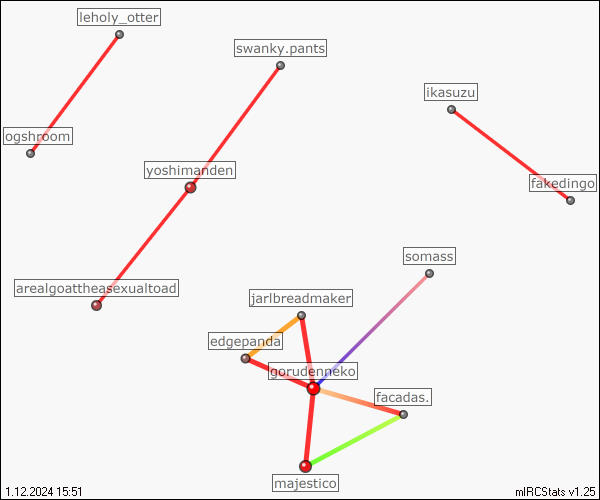 leholy_otter
swanky.pants
ikasuzu
ogshroom
yoshimanden
fakedingo
somass
arealgoattheasexualtoad
jarlbreadmaker
edgepanda
gorudenneko
facadas.
majestico
1.12.2024 15:51
mIRCStats v1.25